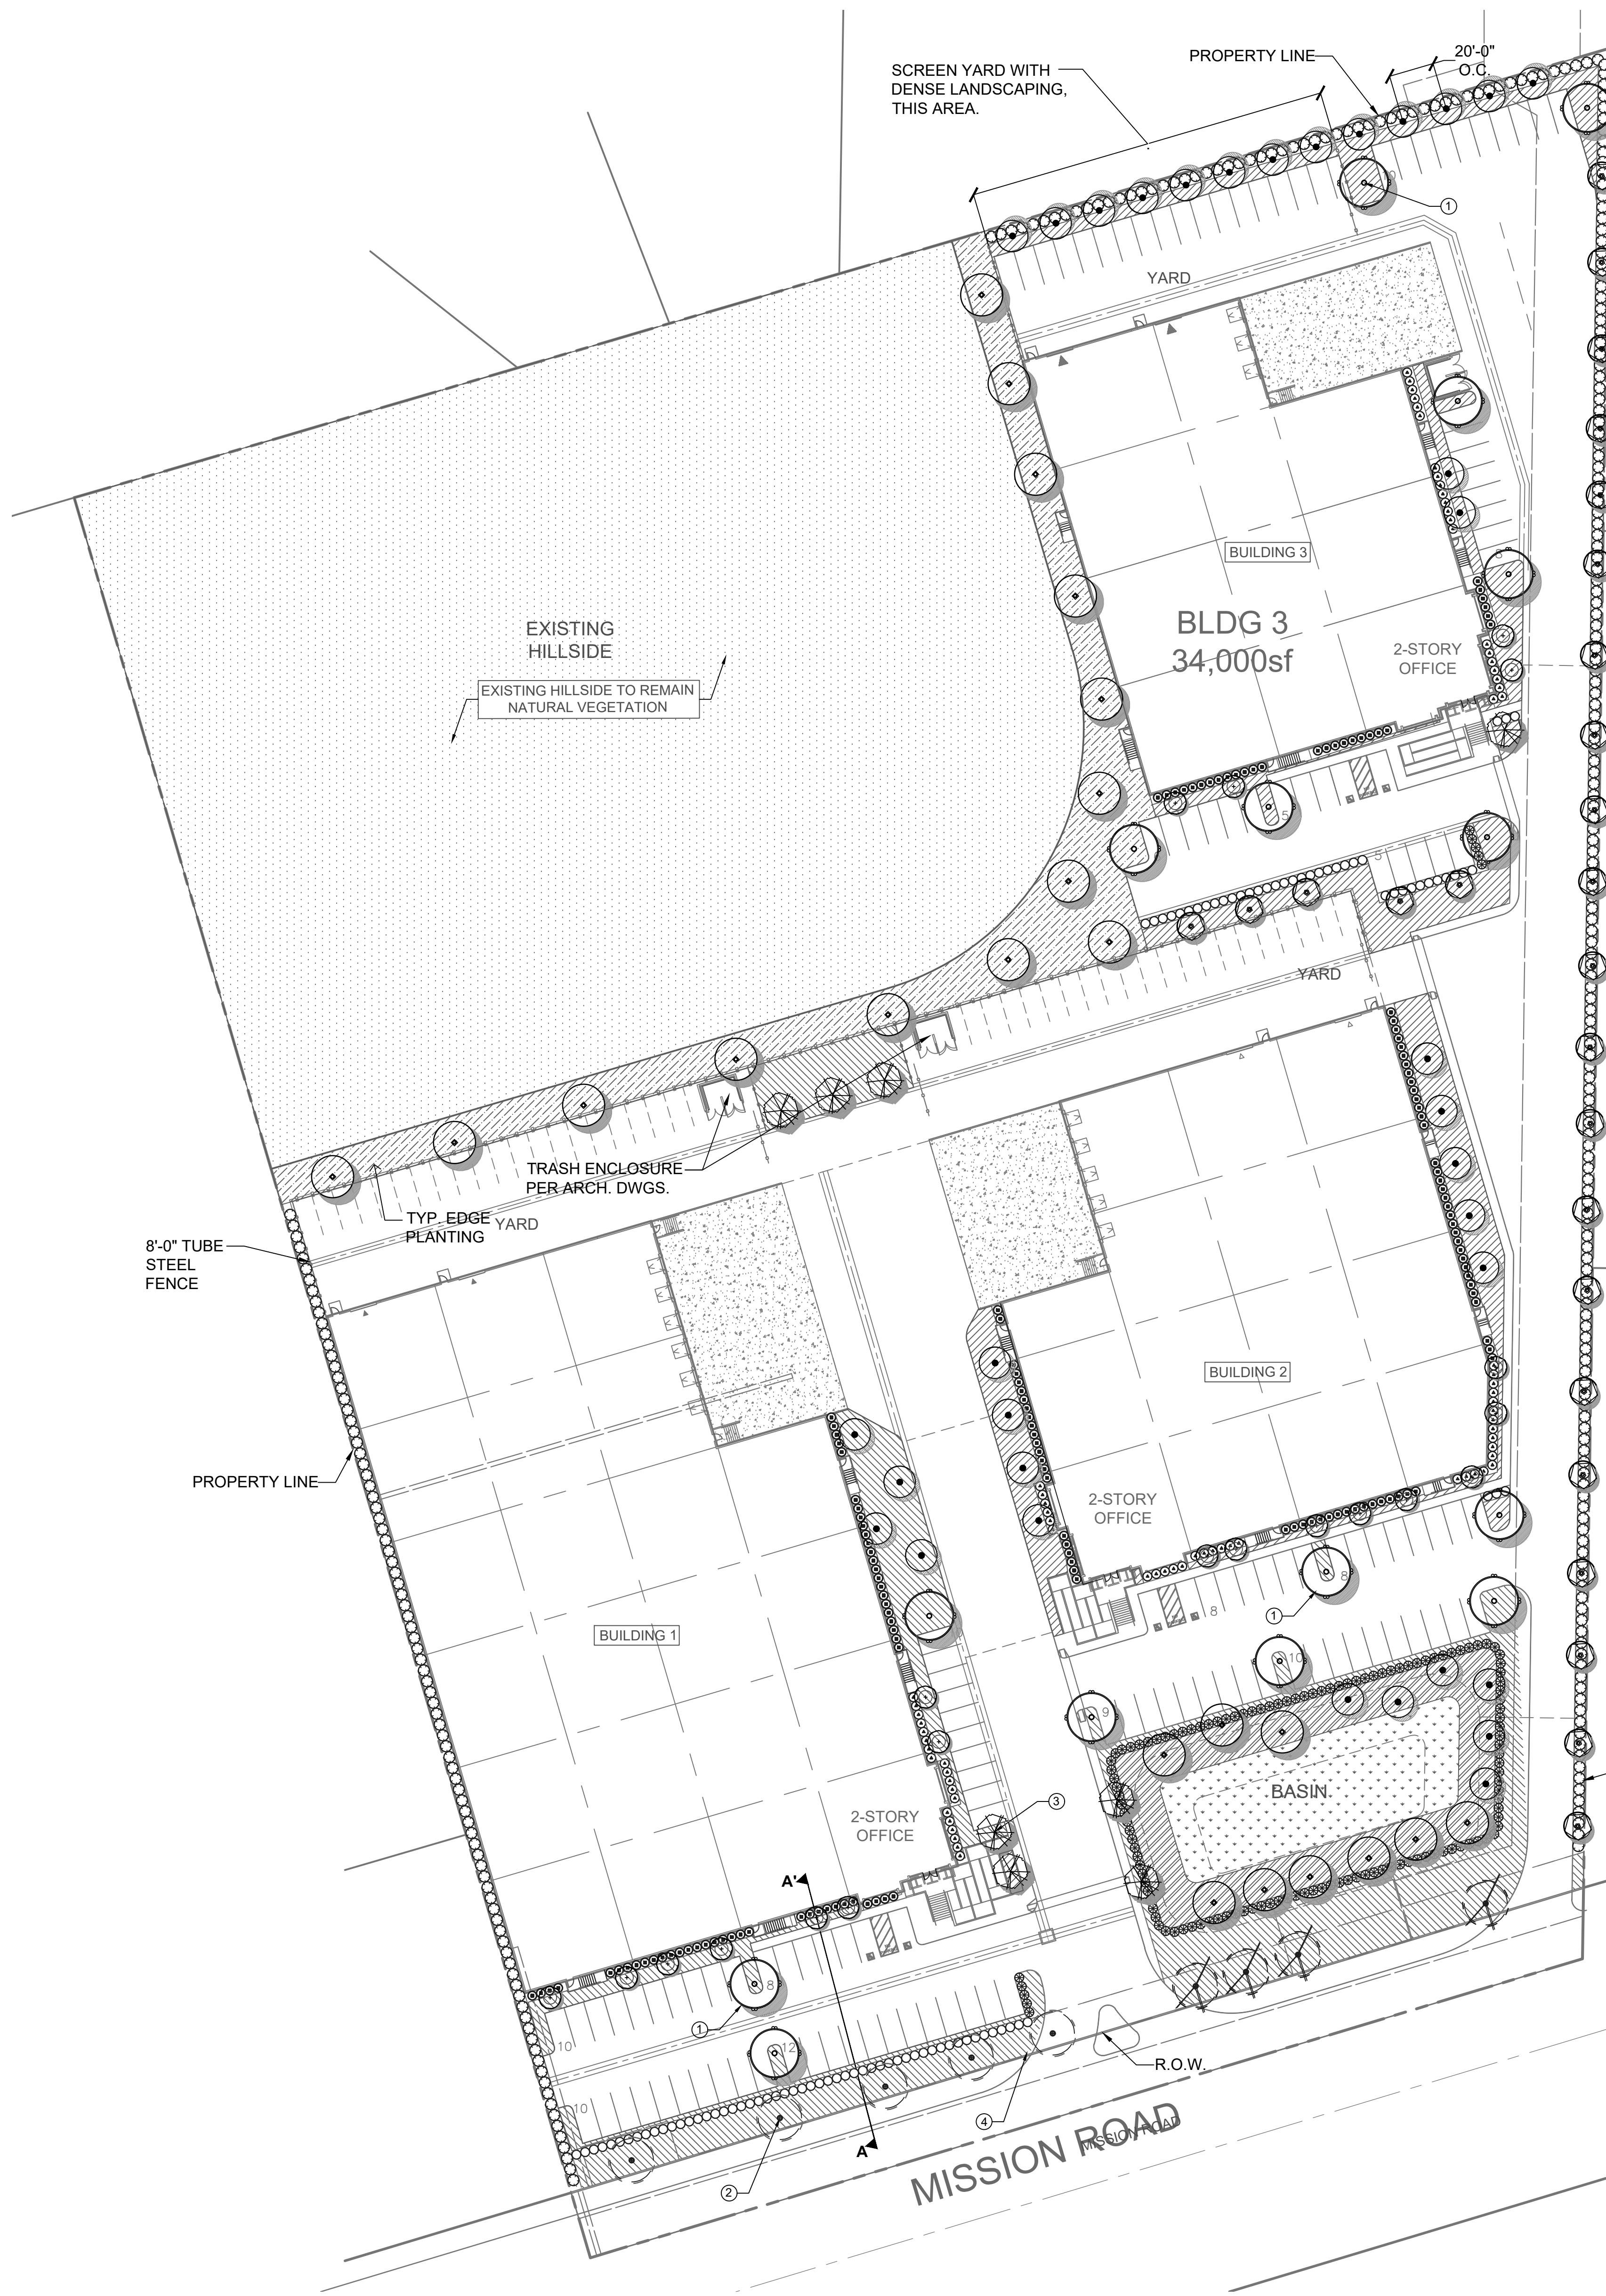 PROPERTY LINE
20'-0"
O.C.
SCREEN YARD WITH
DENSE LANDSCAPING,
THIS AREA.
9
1
YARD
BUILDING 3
BLDG 3
34,000sf
2-STORY
OFFICE
EXISTING
HILLSIDE
EXISTING HILLSIDE TO REMAIN
NATURAL VEGETATION
5
5
YARD
TRASH ENCLOSURE
PER ARCH. DWGS.
TYP. EDGE
PLANTING
YARD
8'-0" TUBE
STEEL
FENCE
BUILDING 2
PROPERTY LINE
2-STORY
OFFICE
8
1
8
BUILDING 1
10
9
BASIN
3
2-STORY
OFFICE
A'
8
1
10
12
R.O.W.
10
4
A
MISSION ROAD
MISSION ROAD
2